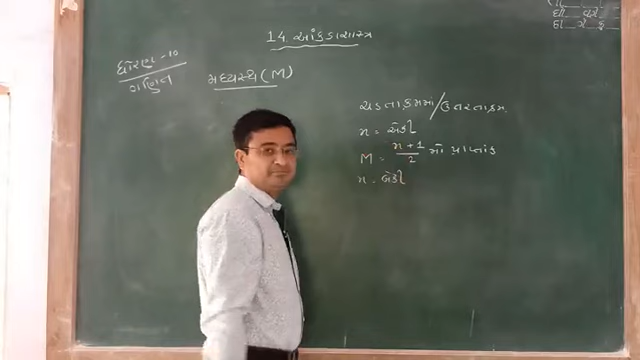 14. આંકડાશાસ્ત્ર
ધોરણ - 10
ગણિત
મધ્યસ્થ (M)
ચડતાક્રમમાં / ઉતરતાક્રમ
n = એકી
M = n + 1 / 2 મો પ્રાપ્તાંક
n = બેકી